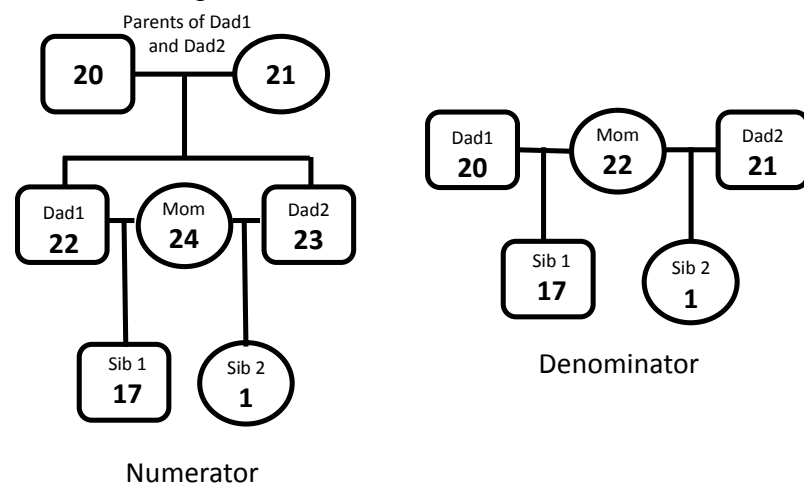 Parents of Dad1
and Dad2
20
21
Dad1
22
Mom
24
Dad2
23
Sib 1
17
Sib 2
1
Numerator
Dad1
20
Mom
22
Dad2
21
Sib 1
17
Sib 2
1
Denominator